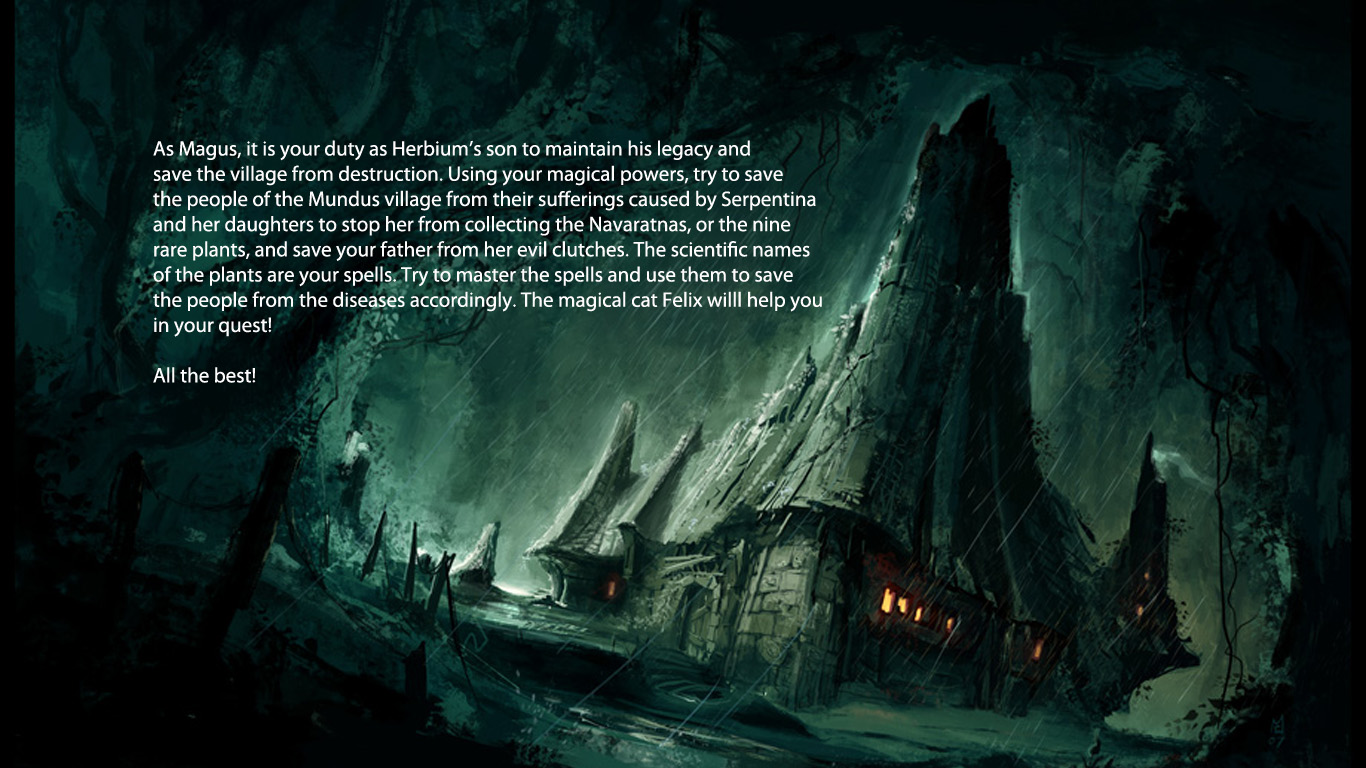 As Magus, it is your duty as Herbium's son to maintain his legacy and
save the village from destruction. Using your magical powers, try to save
the people of the Mundus village from their sufferings caused by Serpentina
and her daughters to stop her from collecting the Navaratnas, or the nine
rare plants, and save your father from her evil clutches. The scientific names
of the plants are your spells. Try to master the spells and use them to save
the people from the diseases accordingly. The magical cat Felix willl help you
in your quest!
All the best!